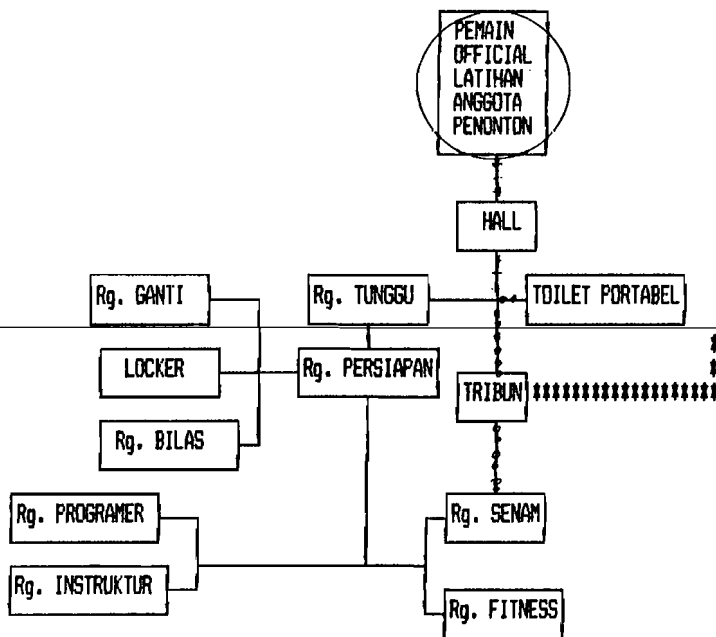 PEMAIN
OFFICIAL
LATIHAN
ANGGOTA
PENONTON
HALL
Rg. GANTI
Rg. TUNGGU
TOILET PORTABEL
LOCKER
Rg. PERSIAPAN
TRIBUN
Rg. BILAS
Rg. PROGRAMER
Rg. SENAM
Rg. INSTRUKTUR
Rg. FITNESS